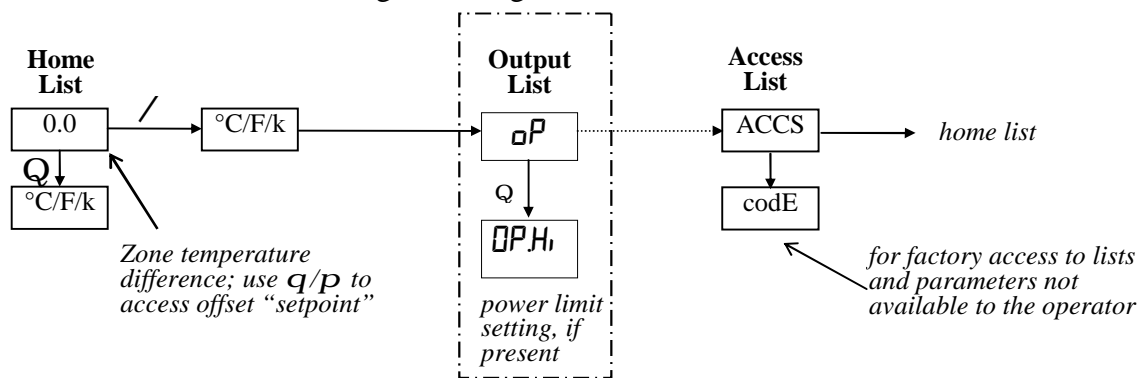 Home
List
0.0
/
°C/F/k
Q
°C/F/k
Zone temperature
difference; use q/p to
access offset “setpoint”
Output
List
oP
Q
OP.Hi
power limit
setting, if
present
Access
List
ACCS
home list
codE
for factory access to lists
and parameters not
available to the operator